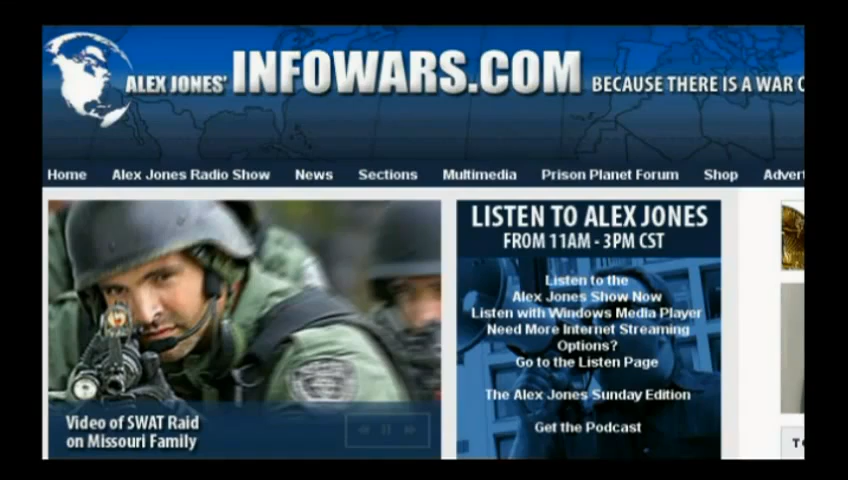 ALEX JONES' INFOWARS.COM BECAUSE THERE IS A WAR
Home Alex Jones Radio Show News Sections Multimedia Prison Planet Forum Shop
LISTEN TO ALEX JONES
FROM 11AM - 3PM CST
Listen to the
Alex Jones Show Now
Listen with Windows Media Player
Need More Internet Streaming
Options?
Go to the Listen Page
The Alex Jones Sunday Edition
Get the Podcast
Video of SWAT Raid
on Missouri Family